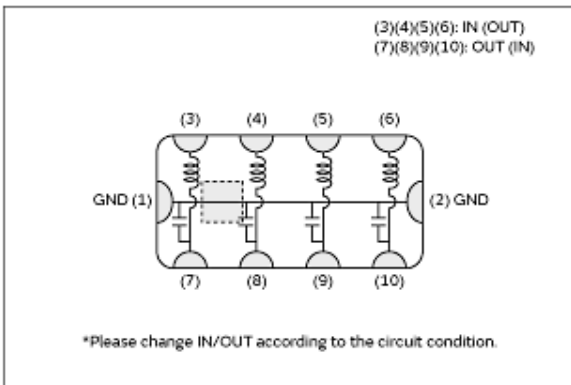 (3)(4)(5)(6): IN (OUT)
(7)(8)(9)(10): OUT (IN)
(3) (4) (5) (6)
GND (1) (2) GND
(7) (8) (9) (10)
*Please change IN/OUT according to the circuit condition.